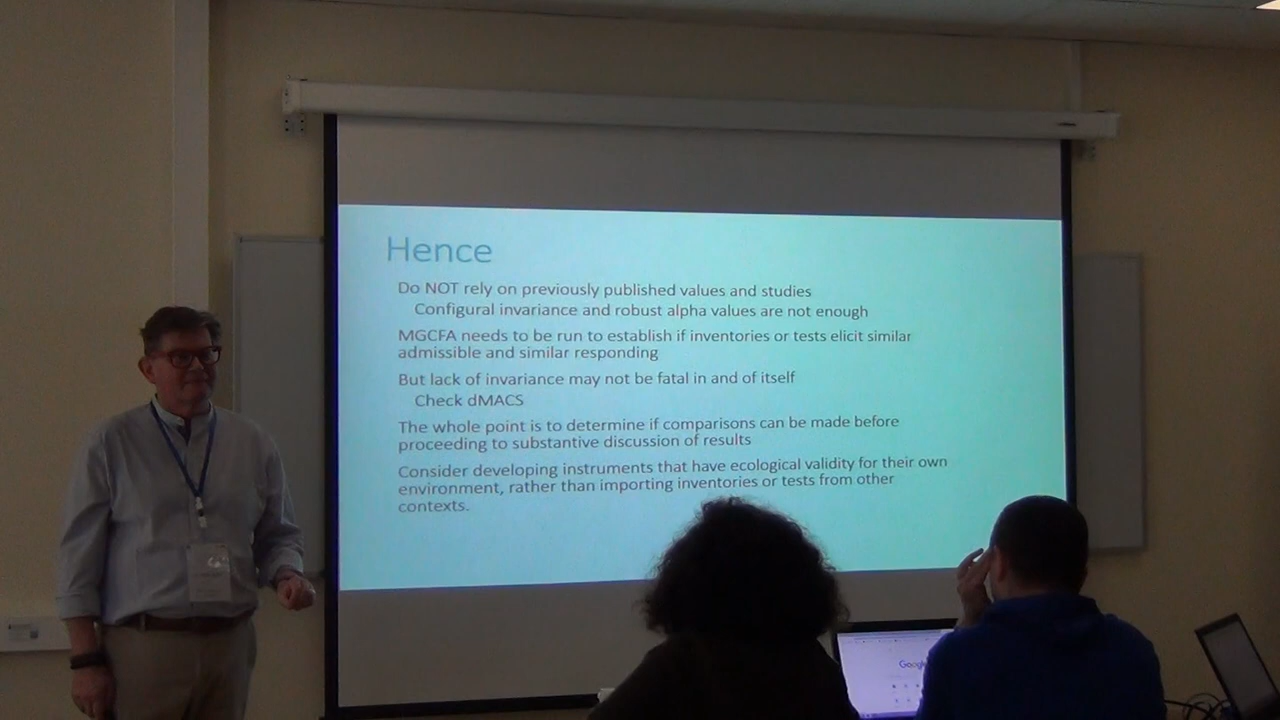 Hence
Do NOT rely on previously published values and studies
Configural invariance and robust alpha values are not enough
MGCFA needs to be run to establish if inventories or tests elicit similar
admissible and similar responding
But lack of invariance may not be fatal in and of itself
Check dMACS
The whole point is to determine if comparisons can be made before
proceeding to substantive discussion of results
Consider developing instruments that have ecological validity for their own
environment, rather than importing inventories or tests from other
contexts.
Google